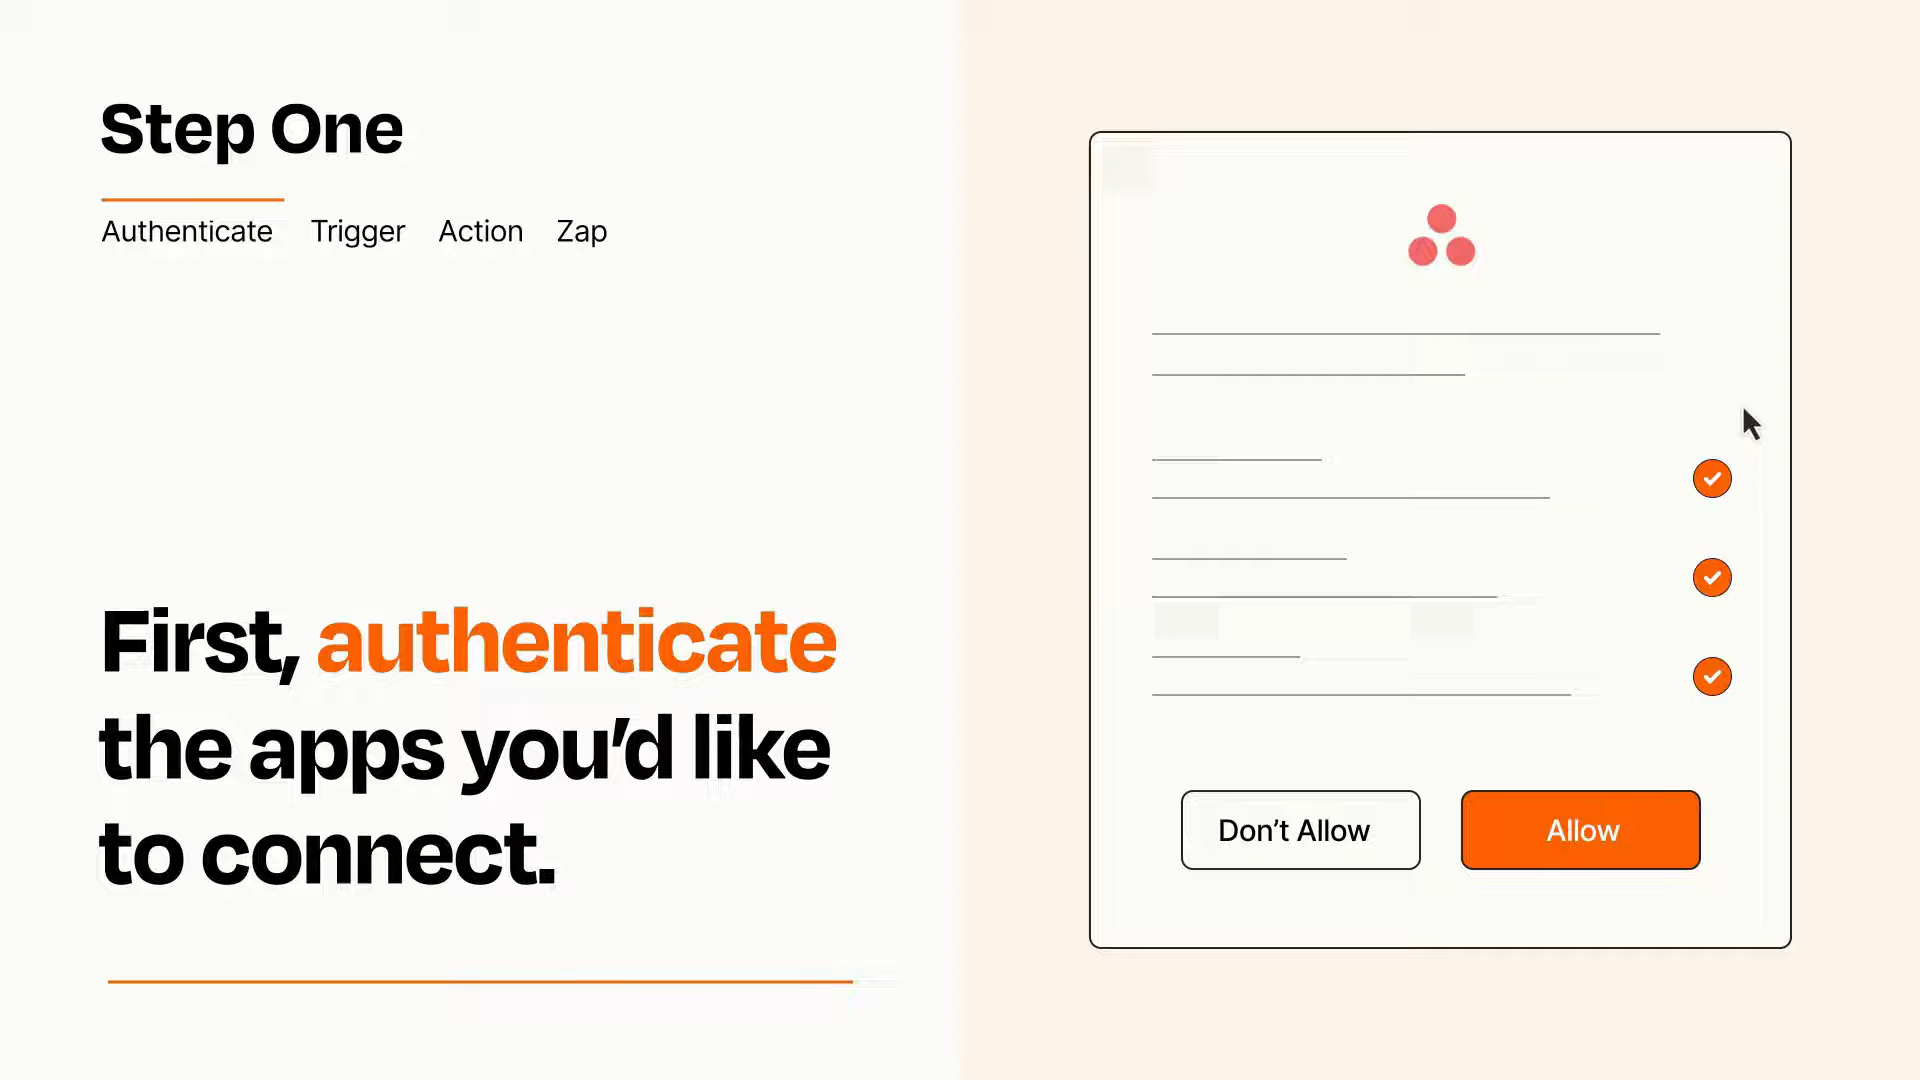 Step One
Authenticate Trigger Action Zap
First, authenticate
the apps you’d like
to connect.
Don’t Allow
Allow